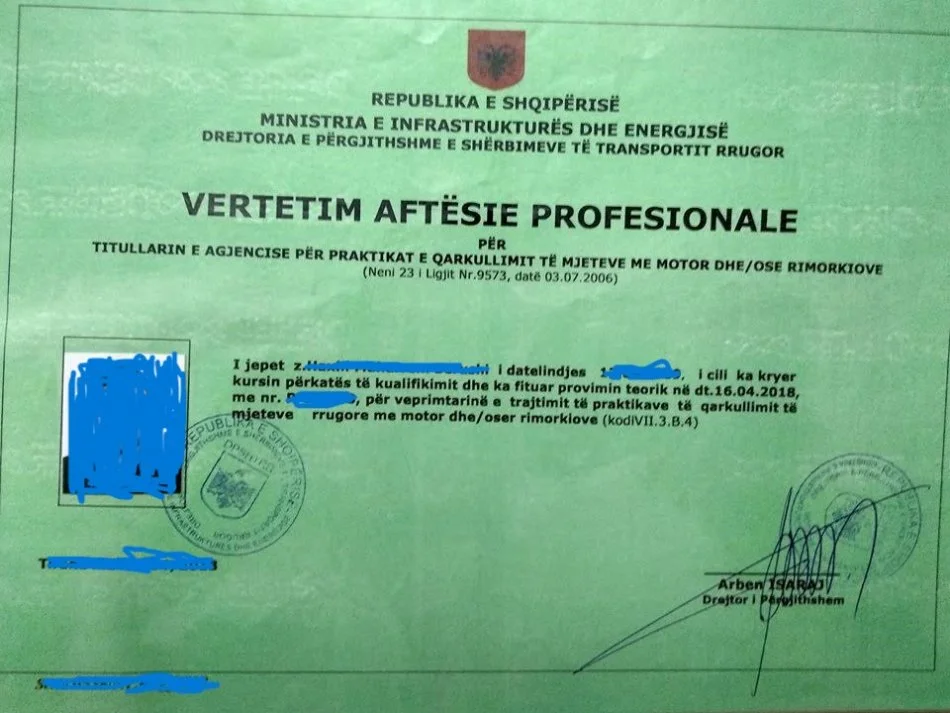 REPUBLIKA E SHQIPËRISË
MINISTRIA E INFRASTRUKTURËS DHE ENERGJISË
DREJTORIA E PËRGJITHSHME E SHËRBIMEVE TË TRANSPORTIT RRUGOR
VERTETIM AFTËSIE PROFESIONALE
PËR
TITULLARIN E AGJENCISE PËR PRAKTIKAT E QARKULLIMIT TË MJETEVE ME MOTOR DHE/OSE RIMORKIOVE
(Neni 23 i Ligjit Nr.9573, datë 03.07.2006)
I jepet z. i datelindjes , i cili ka kryer
kursin përkatës të kualifikimit dhe ka fituar provimin teorik në dt.16.04.2018,
me nr. , për veprimtarinë e trajtimit të praktikave të qarkullimit të
mjeteve rrugore me motor dhe/oser rimorkiove (kodiVII.3.B.4)
REPUBLIKA E SHQIPËRISË
Arben ISARAJ
Drejtor i Përgjithshem